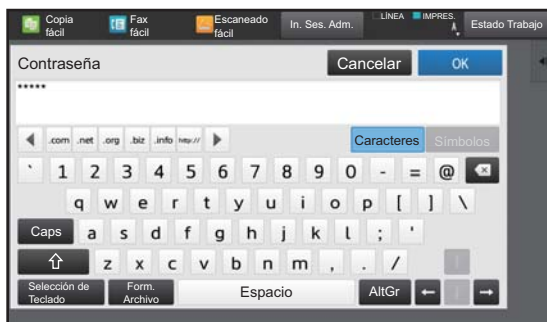 Copia fácil
Fax fácil
Escaneado fácil
In. Ses. Adm.
LÍNEA
IMPRES.
Estado Trabajo
Contraseña
Cancelar
OK
*****
.com .net .org .biz .info http://
Caracteres
Símbolos
` 1 2 3 4 5 6 7 8 9 0 - = @
q w e r t y u i o p [ ] \
Caps a s d f g h j k l ; '
z x c v b n m , . /
Selección de Teclado
Form. Archivo
Espacio
AltGr